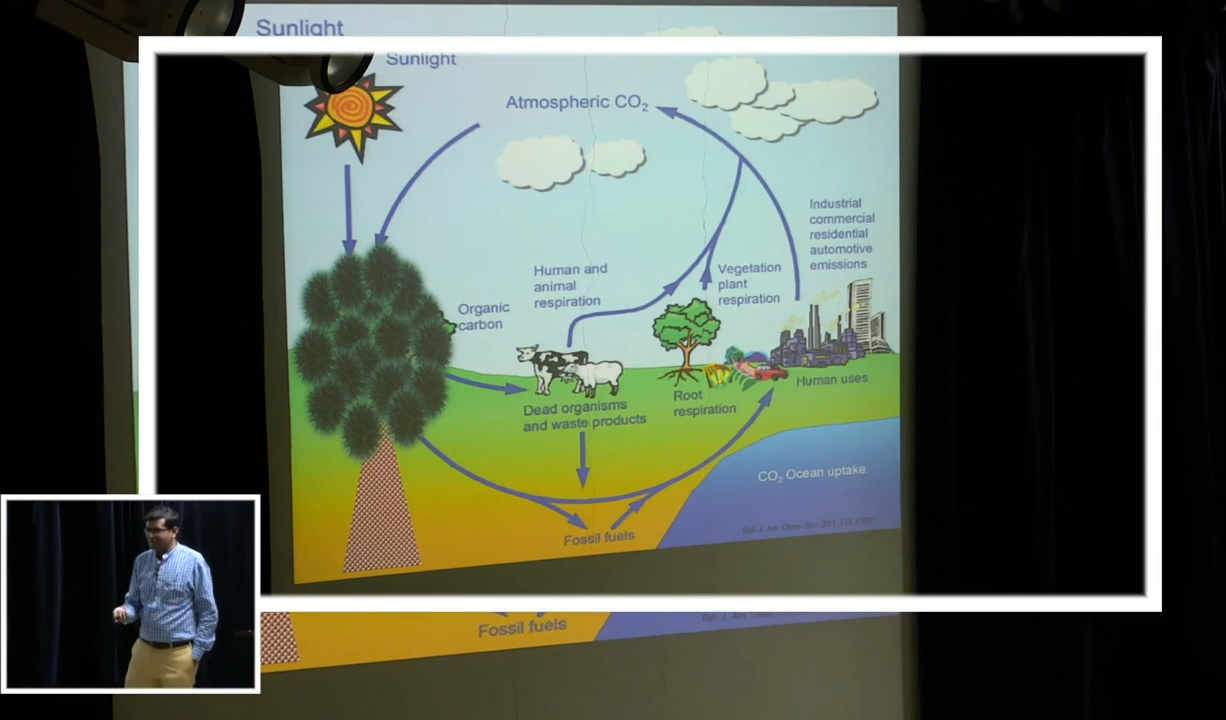 Sunlight
Sunlight
Atmospheric CO₂
Industrial
commercial
residential
automotive
emissions
Human and
animal
respiration
Vegetation
plant
respiration
Organic
carbon
Human uses
Root
respiration
Dead organisms
and waste products
CO₂ Ocean uptake
Fossil fuels
Fossil fuels